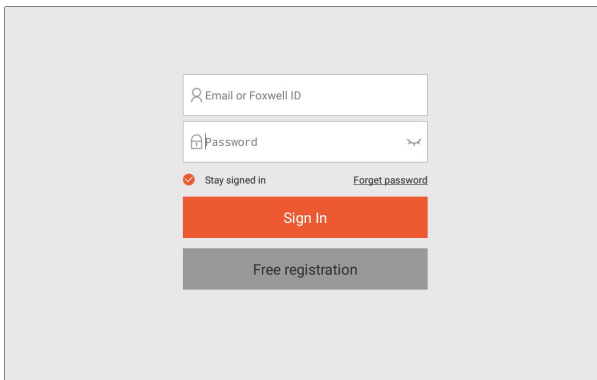 Email or Foxwell ID
Password
Stay signed in Forget password
Sign In
Free registration